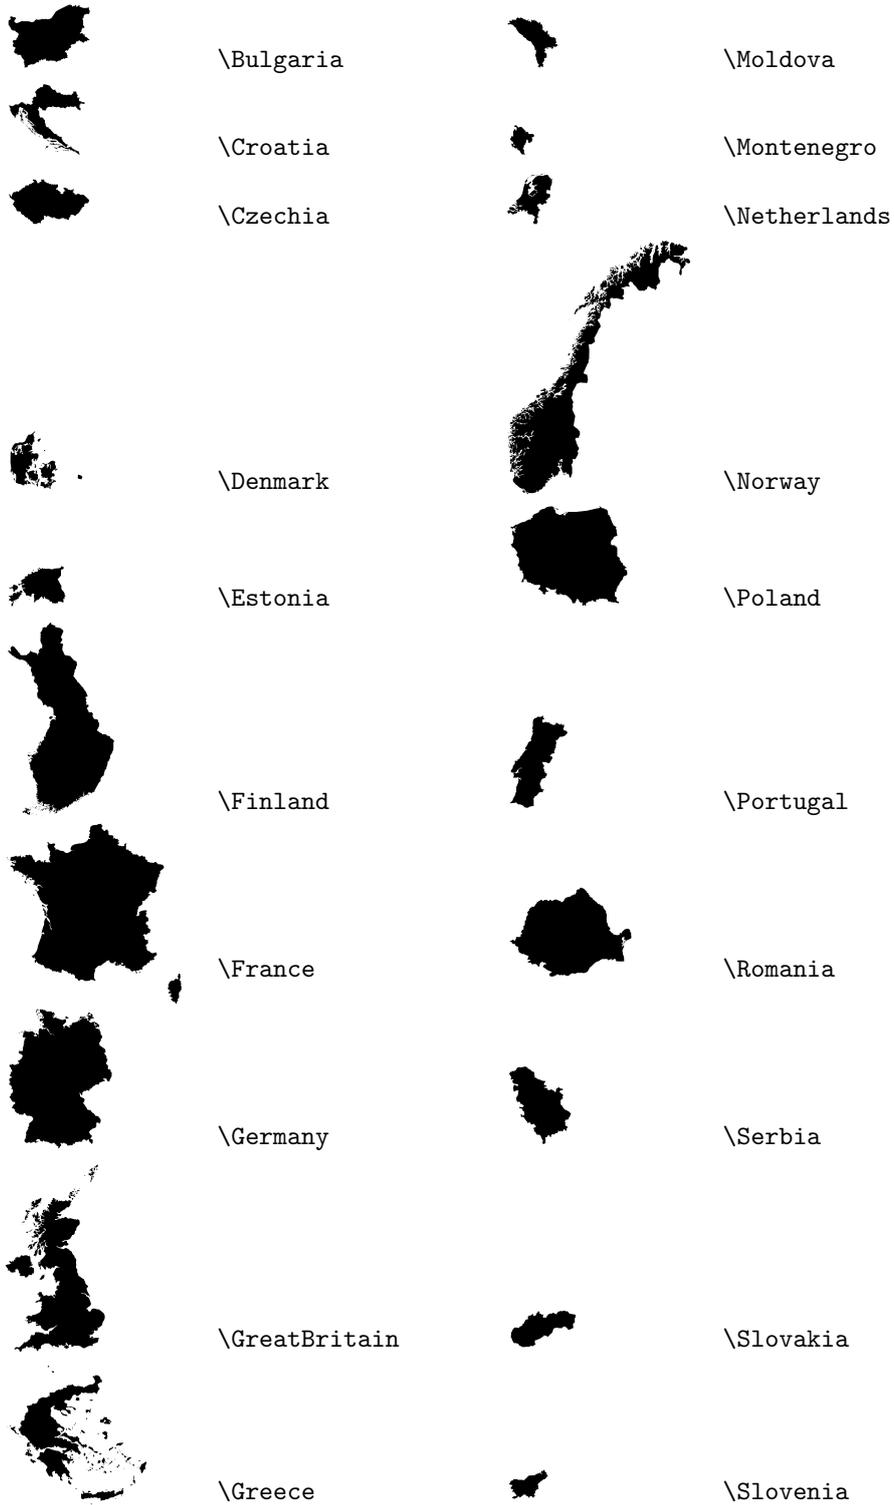 \Bulgaria
\Moldova
\Croatia
\Montenegro
\Czechia
\Netherlands
\Denmark
\Norway
\Estonia
\Poland
\Finland
\Portugal
\France
\Romania
\Germany
\Serbia
\GreatBritain
\Slovakia
\Greece
\Slovenia